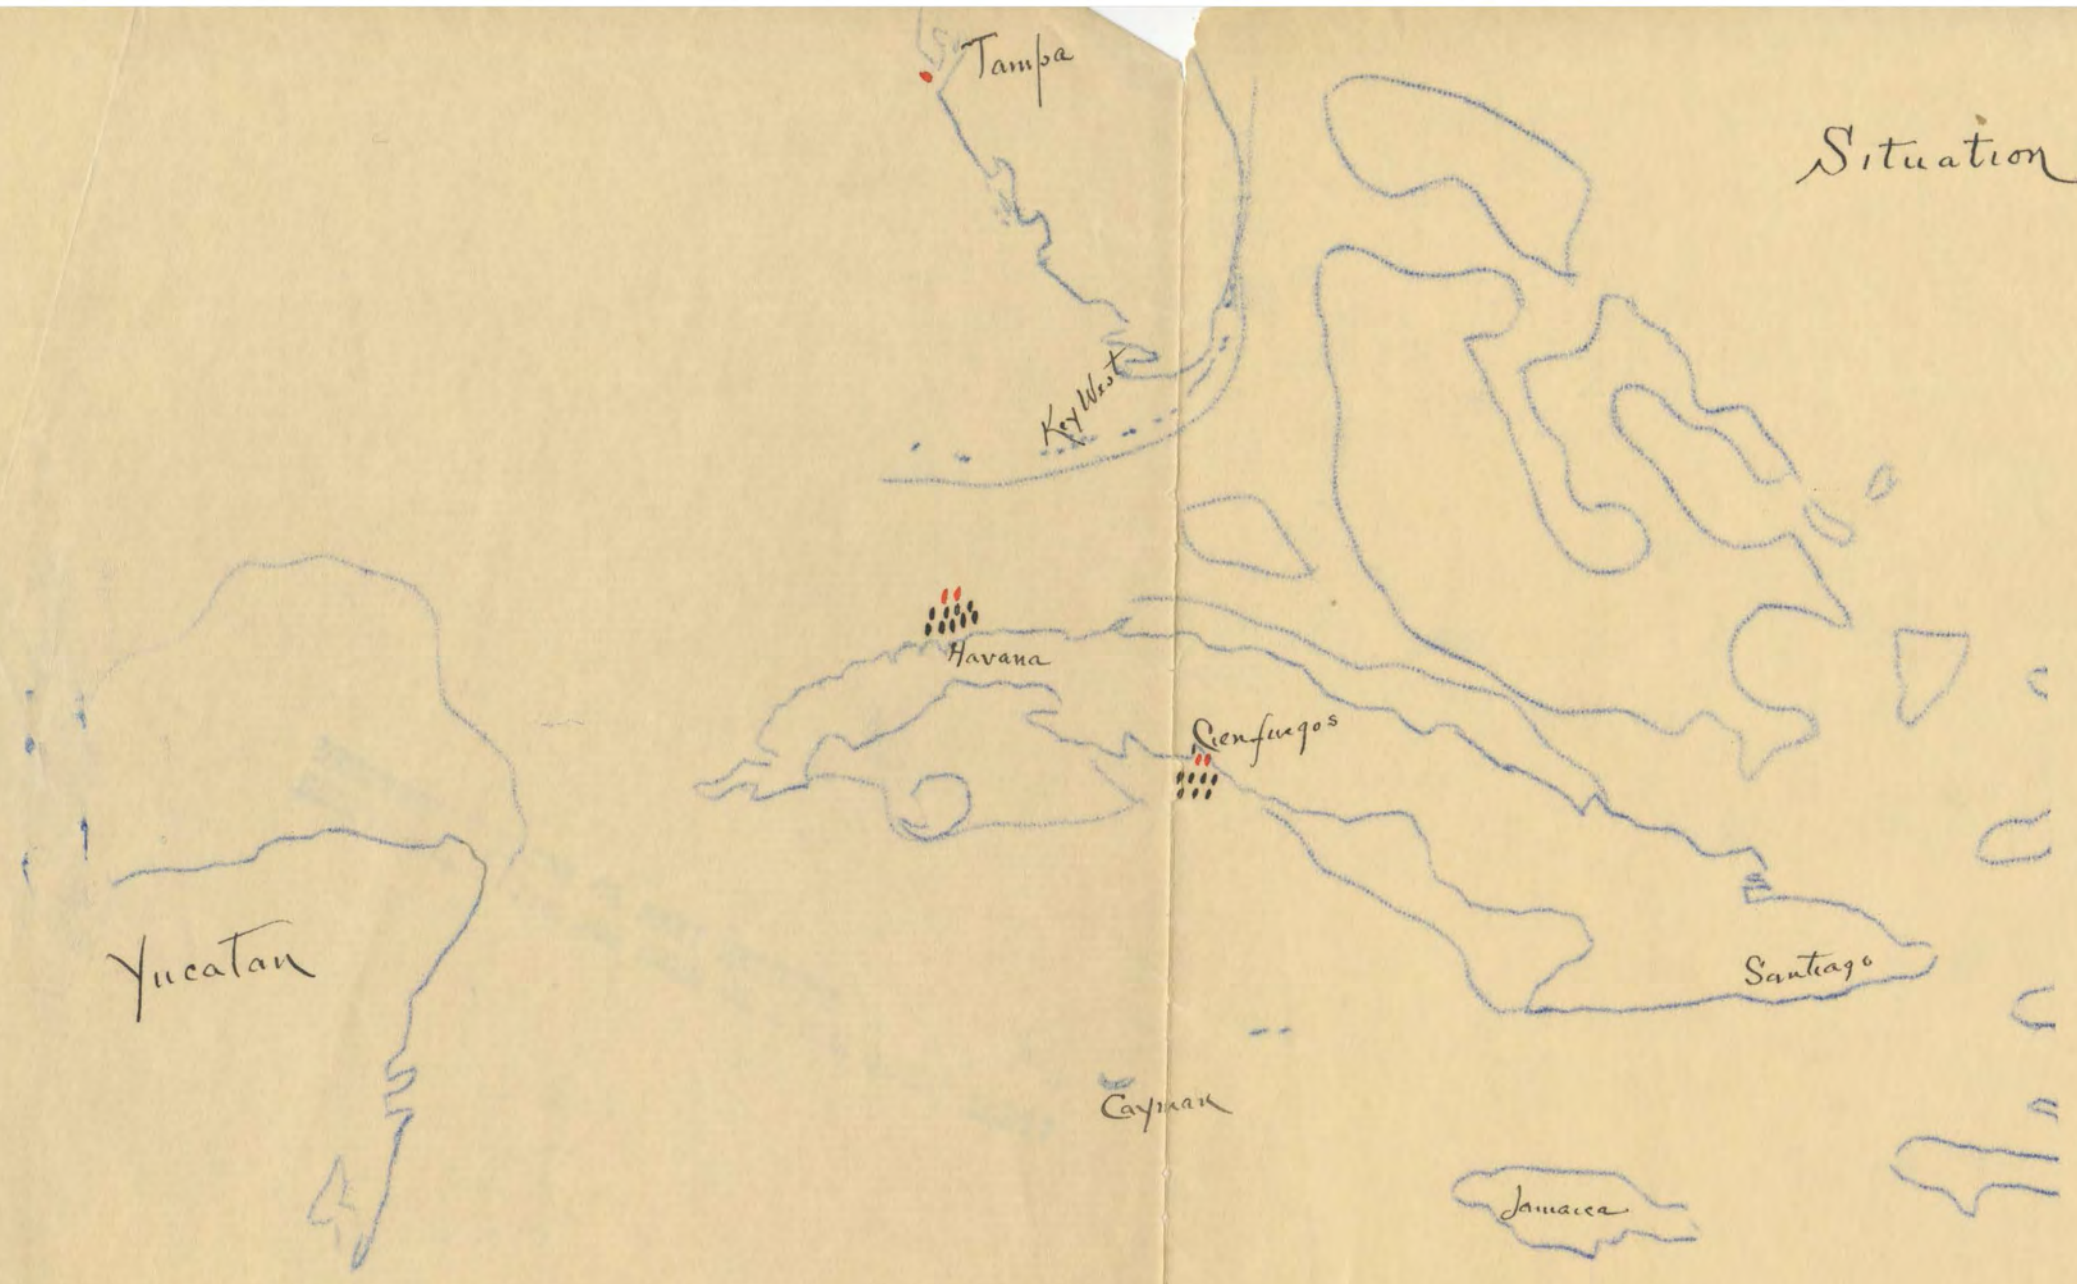 Tampa
Situation
Key West
Havana
Cienfuegos
Yucatan
Santiago
Cayman
Jamaica